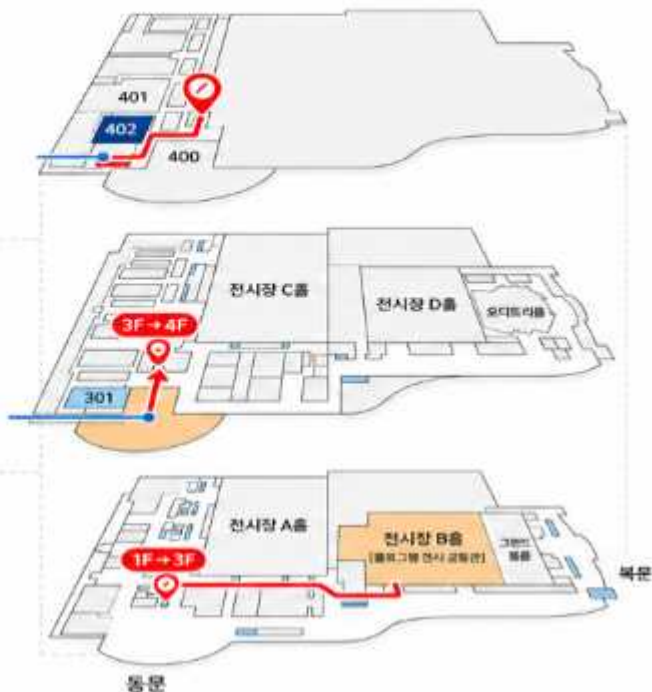 401
402
400
전시장 C홀
전시장 D홀
오디토리움
3F→4F
301
전시장 A홀
전시장 B홀
1F→3F
그랜드
볼룸
북문
동문